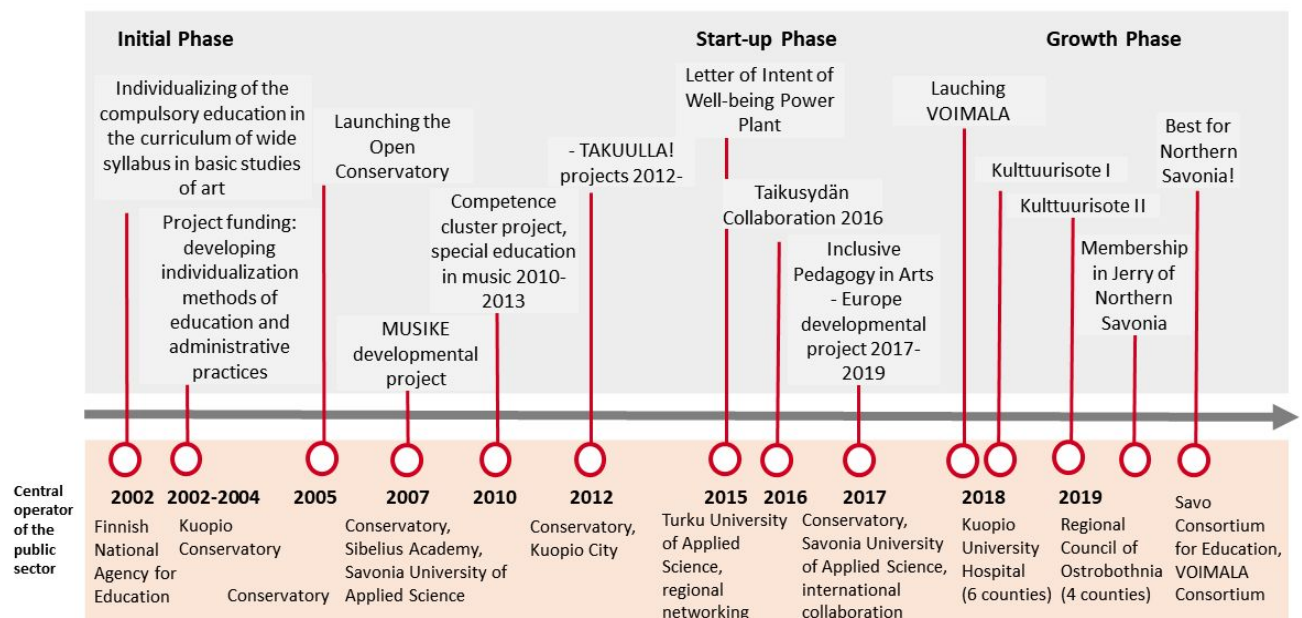 Initial Phase
Start-up Phase
Growth Phase
Individualizing of the
compulsory education in
the curriculum of wide
syllabus in basic studies
of art
Project funding:
developing
individualization
methods of
education and
administrative
practices
Launching the
Open
Conservatory
MUSIKE
developmental
project
Competence
cluster project,
special education
in music 2010-
2013
- TAKUULLA!
projects 2012-
Letter of Intent of
Well-being Power
Plant
Taikusydän
Collaboration 2016
Inclusive
Pedagogy in Arts
- Europe
developmental
project 2017-
2019
Lauching
VOIMALA
Kulttuurisote I
Kulttuurisote II
Membership
in Jerry of
Northern
Savonia
Best for
Northern
Savonia!
Central
operator
of the
public
sector
2002
Finnish
National
Agency for
Education
2002-2004
Kuopio
Conservatory
2005
Conservatory
2007
2010
Conservatory,
Sibelius Academy,
Savonia University of
Applied Science
2012
Conservatory,
Kuopio City
2015
2016
Turku University
of Applied
Science,
regional
networking
2017
Conservatory,
Savonia University
of Applied Science,
international
collaboration
2018
Kuopio
University
Hospital
(6 counties)
2019
Regional
Council of
Ostrobothnia
(4 counties)
Savo
Consortium
for Education,
VOIMALA
Consortium